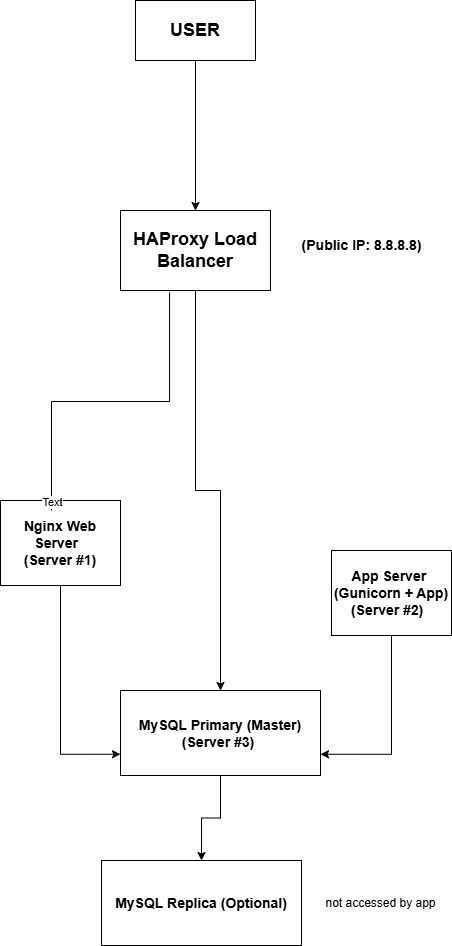 USER
HAProxy Load
Balancer
(Public IP: 8.8.8.8)
Text
Nginx Web
Server
(Server #1)
App Server
(Gunicorn + App)
(Server #2)
MySQL Primary (Master)
(Server #3)
MySQL Replica (Optional)
not accessed by app